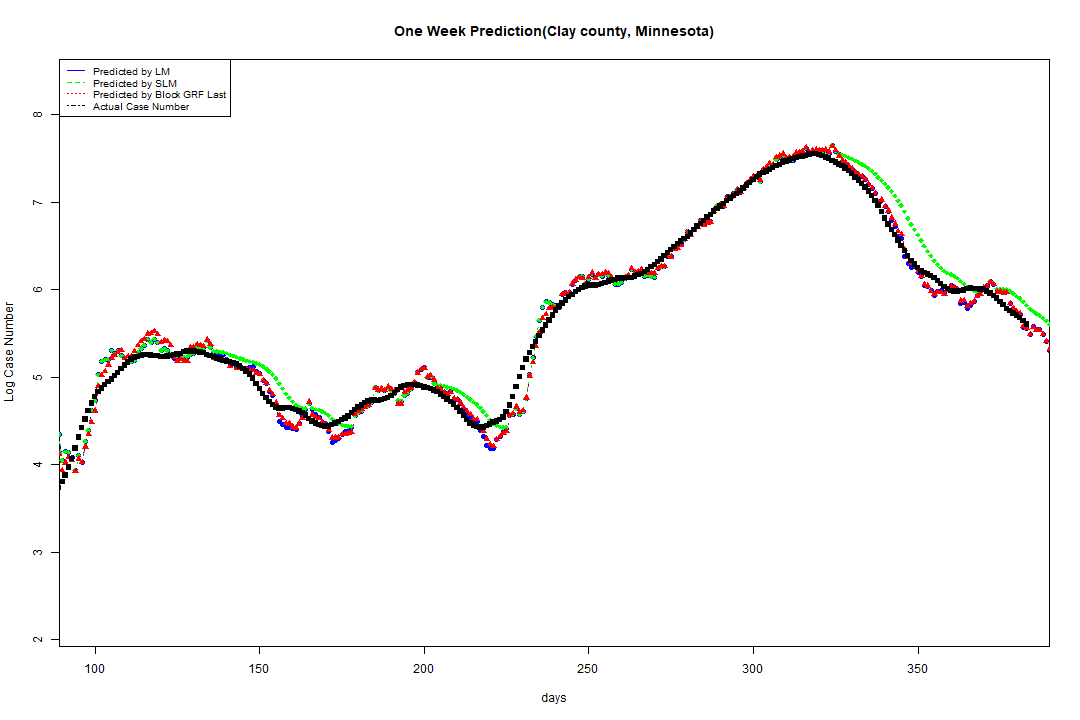 One Week Prediction(Clay county, Minnesota)
Predicted by LM
Predicted by SLM
Predicted by Block GRF Last
Actual Case Number
Log Case Number
8
7
6
5
4
3
2
100 150 200 250 300 350
days